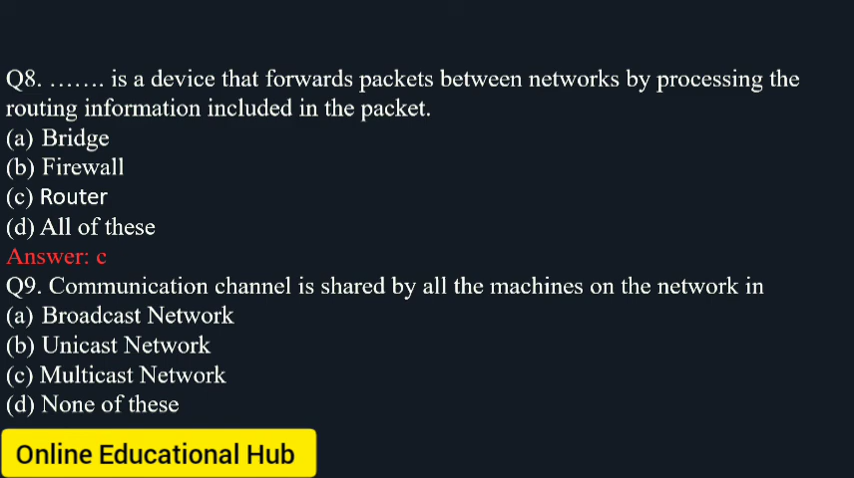 Q8. ....... is a device that forwards packets between networks by processing the
routing information included in the packet.
(a) Bridge
(b) Firewall
(c) Router
(d) All of these
Answer: c
Q9. Communication channel is shared by all the machines on the network in
(a) Broadcast Network
(b) Unicast Network
(c) Multicast Network
(d) None of these
Online Educational Hub